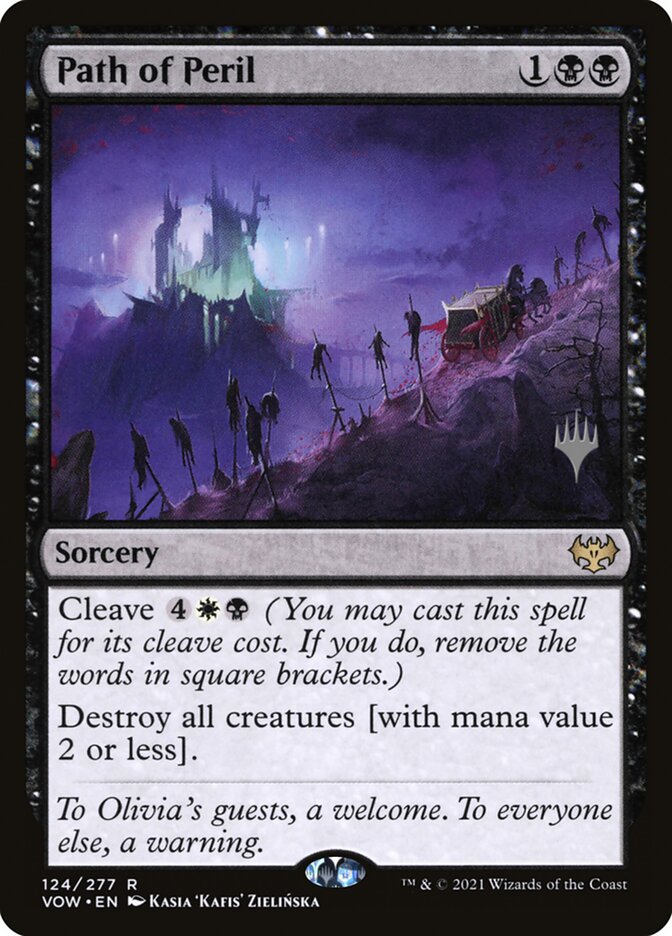 Path of Peril 1
Sorcery
Cleave 4 (You may cast this spell
for its cleave cost. If you do, remove the
words in square brackets.)
Destroy all creatures [with mana value
2 or less].
To Olivia's guests, a welcome. To everyone
else, a warning.
124/277 R
™ & © 2021 Wizards of the Coast
VOW • EN Kasia 'Kafis' Zielińska